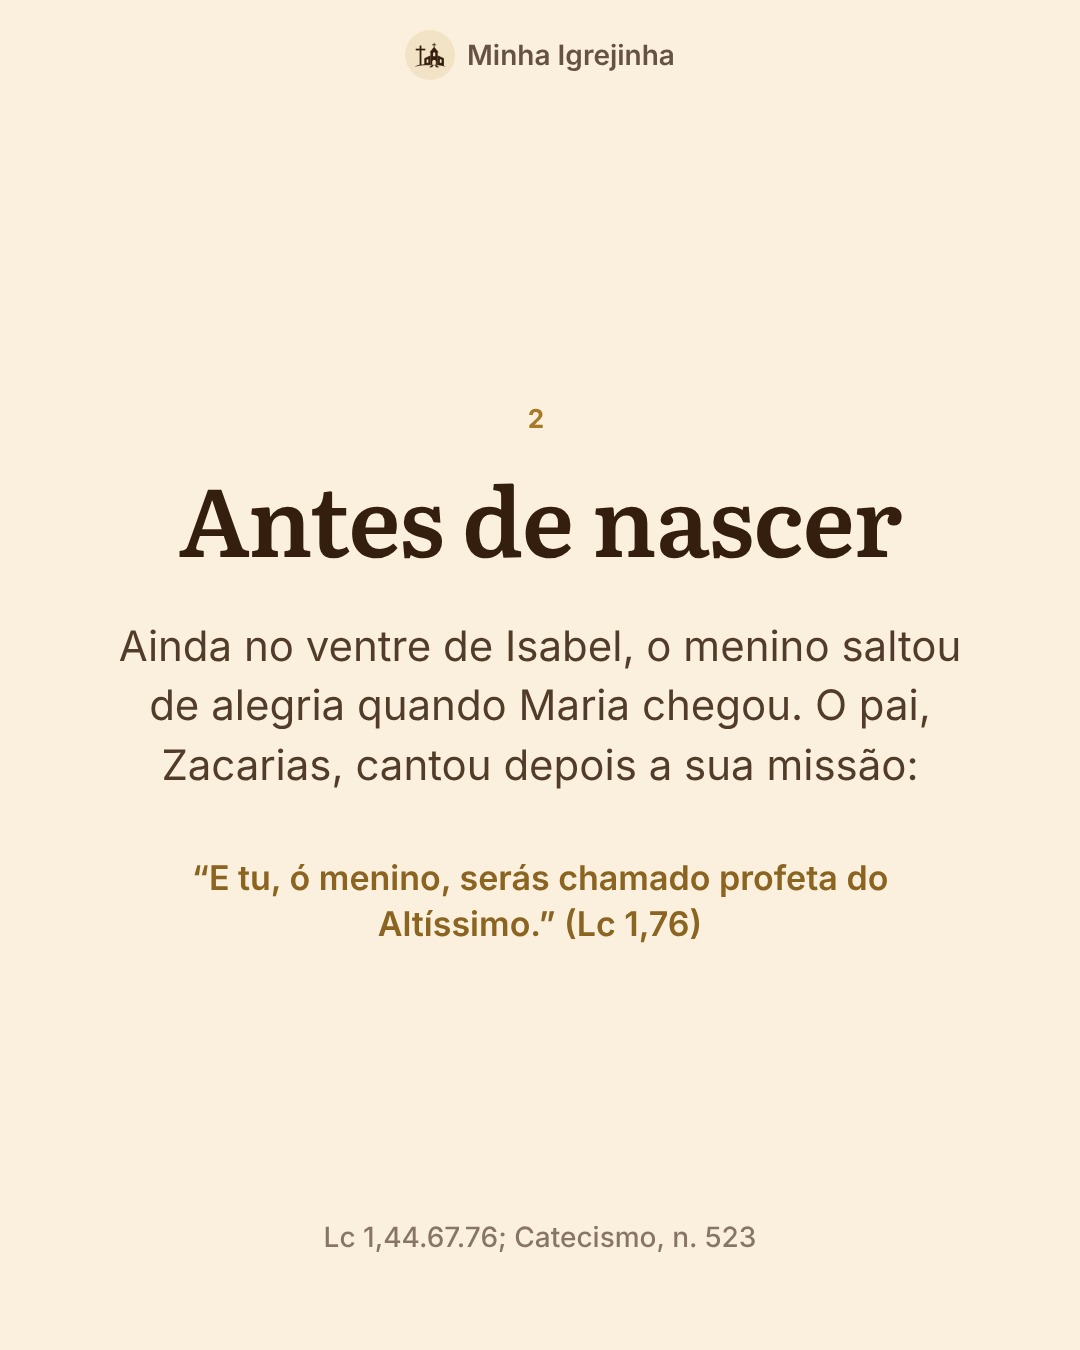 Minha Igrejinha
2
Antes de nascer
Ainda no ventre de Isabel, o menino saltou
de alegria quando Maria chegou. O pai,
Zacarias, cantou depois a sua missão:
“E tu, ó menino, serás chamado profeta do
Altíssimo.” (Lc 1,76)
Lc 1,44.67.76; Catecismo, n. 523